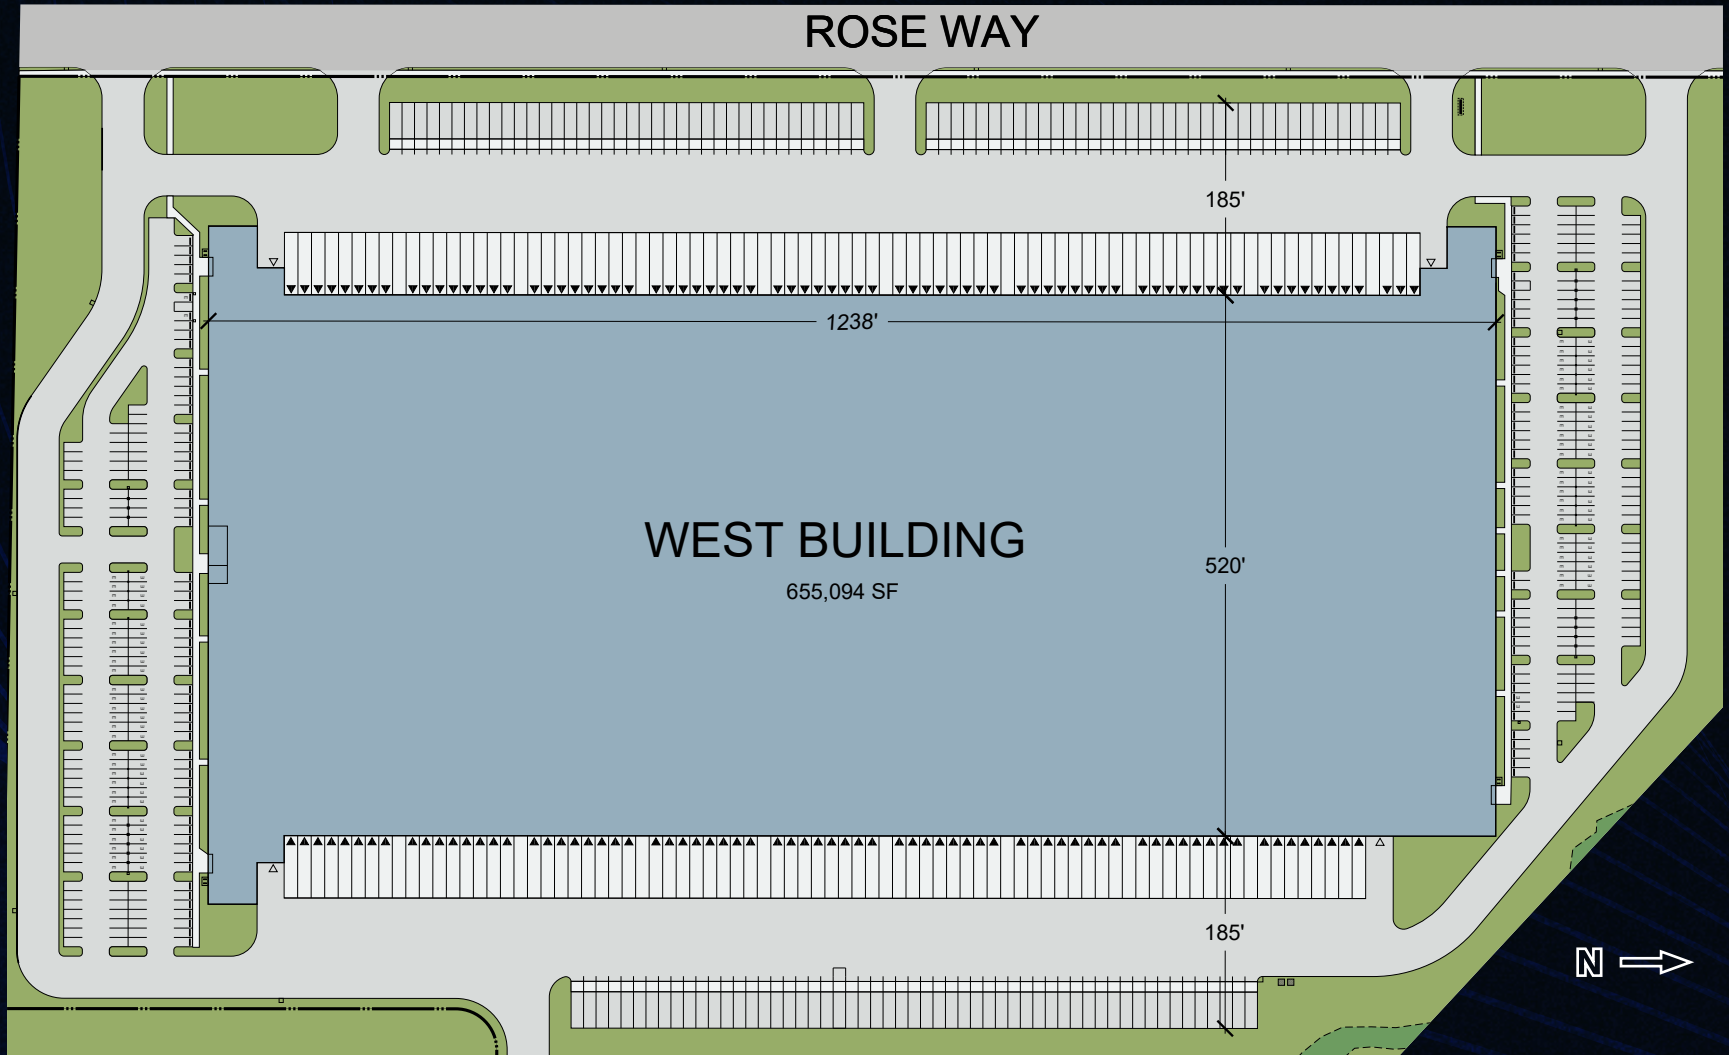 ROSE WAY
185'
1238'
WEST BUILDING
520'
655,094 SF
185'
N